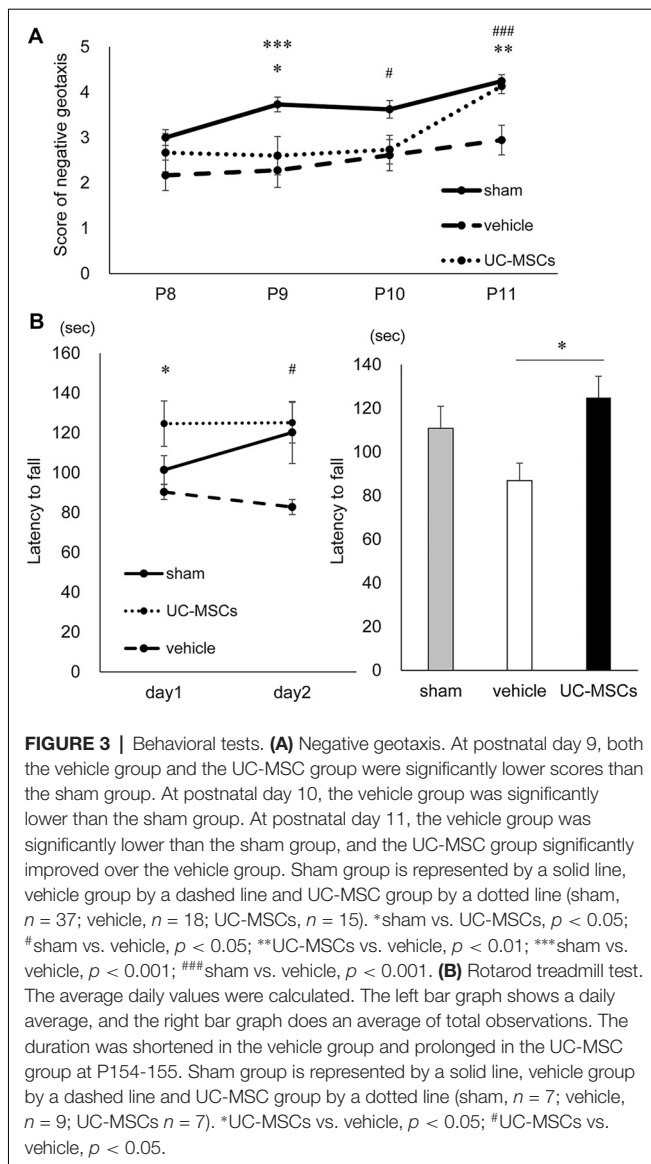 A
***
*
#
###
**
Score of negative geotaxis
5
4
3
2
1
0
sham
vehicle
UC-MSCs
P8 P9 P10 P11
B
(sec)
Latency to fall
160
140
120
100
80
60
40
20
0
*
#
sham
UC-MSCs
vehicle
day1 day2
(sec)
Latency to fall
140
120
100
80
60
40
20
0
*
sham vehicle UC-MSCs
FIGURE 3 | Behavioral tests. (A) Negative geotaxis. At postnatal day 9, both
the vehicle group and the UC-MSC group were significantly lower scores than
the sham group. At postnatal day 10, the vehicle group was significantly
lower than the sham group. At postnatal day 11, the vehicle group was
significantly lower than the sham group, and the UC-MSC group significantly
improved over the vehicle group. Sham group is represented by a solid line,
vehicle group by a dashed line and UC-MSC group by a dotted line (sham,
n = 37; vehicle, n = 18; UC-MSCs, n = 15). *sham vs. UC-MSCs, p < 0.05;
#sham vs. vehicle, p < 0.05; **UC-MSCs vs. vehicle, p < 0.01; ***sham vs.
vehicle, p < 0.001; ###sham vs. vehicle, p < 0.001. (B) Rotarod treadmill test.
The average daily values were calculated. The left bar graph shows a daily
average, and the right bar graph does an average of total observations. The
duration was shortened in the vehicle group and prolonged in the UC-MSC
group at P154-155. Sham group is represented by a solid line, vehicle group
by a dashed line and UC-MSC group by a dotted line (sham, n = 7; vehicle,
n = 9; UC-MSCs n = 7). *UC-MSCs vs. vehicle, p < 0.05; #UC-MSCs vs.
vehicle, p < 0.05.